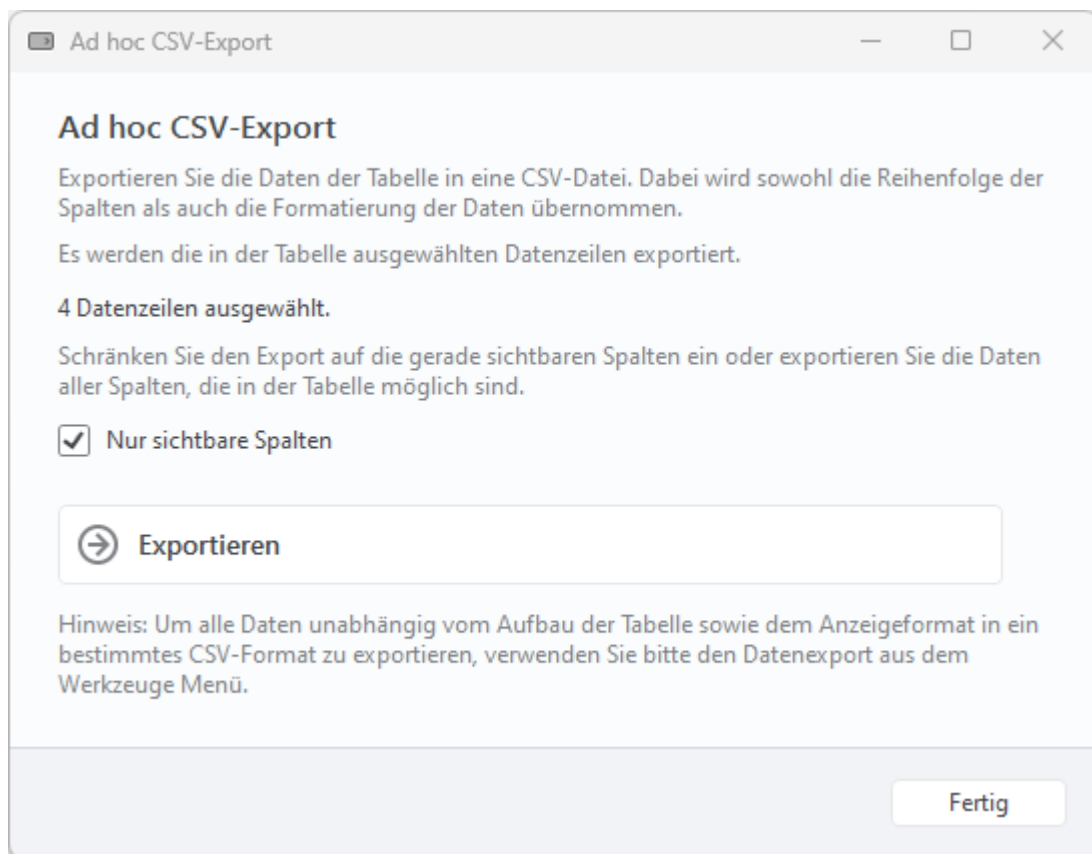 Ad hoc CSV-Export
Ad hoc CSV-Export
Exportieren Sie die Daten der Tabelle in eine CSV-Datei. Dabei wird sowohl die Reihenfolge der
Spalten als auch die Formatierung der Daten übernommen.
Es werden die in der Tabelle ausgewählten Datenzeilen exportiert.
4 Datenzeilen ausgewählt.
Schränken Sie den Export auf die gerade sichtbaren Spalten ein oder exportieren Sie die Daten
aller Spalten, die in der Tabelle möglich sind.
Nur sichtbare Spalten
Exportieren
Hinweis: Um alle Daten unabhängig vom Aufbau der Tabelle sowie dem Anzeigeformat in ein
bestimmtes CSV-Format zu exportieren, verwenden Sie bitte den Datenexport aus dem
Werkzeuge Menü.
Fertig